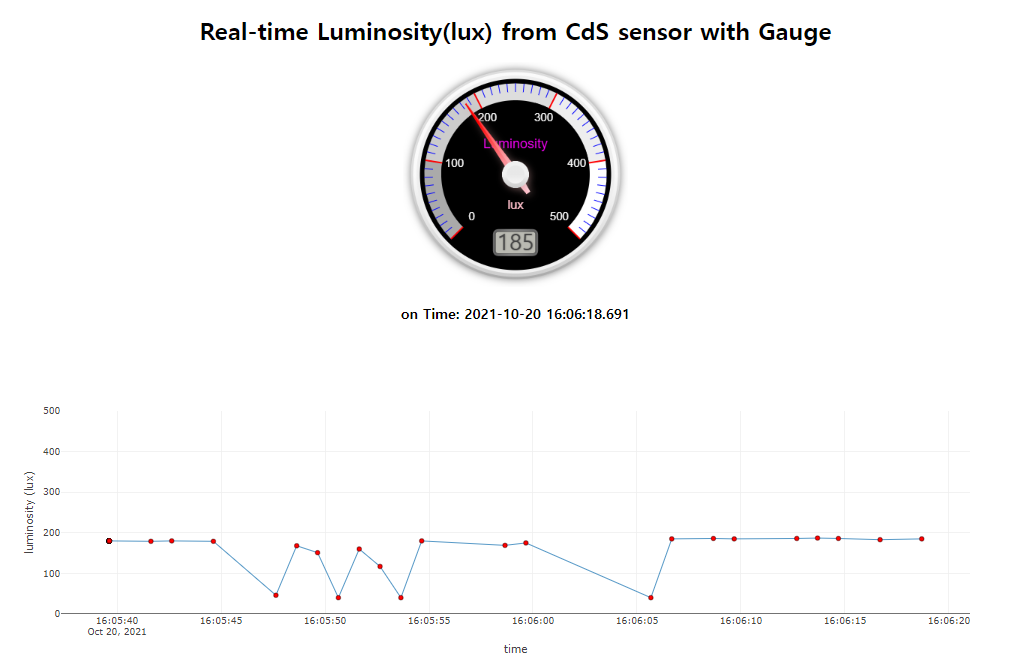 Real-time Luminosity(lux) from CdS sensor with Gauge
200 300
Luminosity
100 400
lux
0 500
185
on Time: 2021-10-20 16:06:18.691
500
400
300
200
100
0
luminosity (lux)
16:05:40 16:05:45 16:05:50 16:05:55 16:06:00 16:06:05 16:06:10 16:06:15 16:06:20
Oct 20, 2021
time